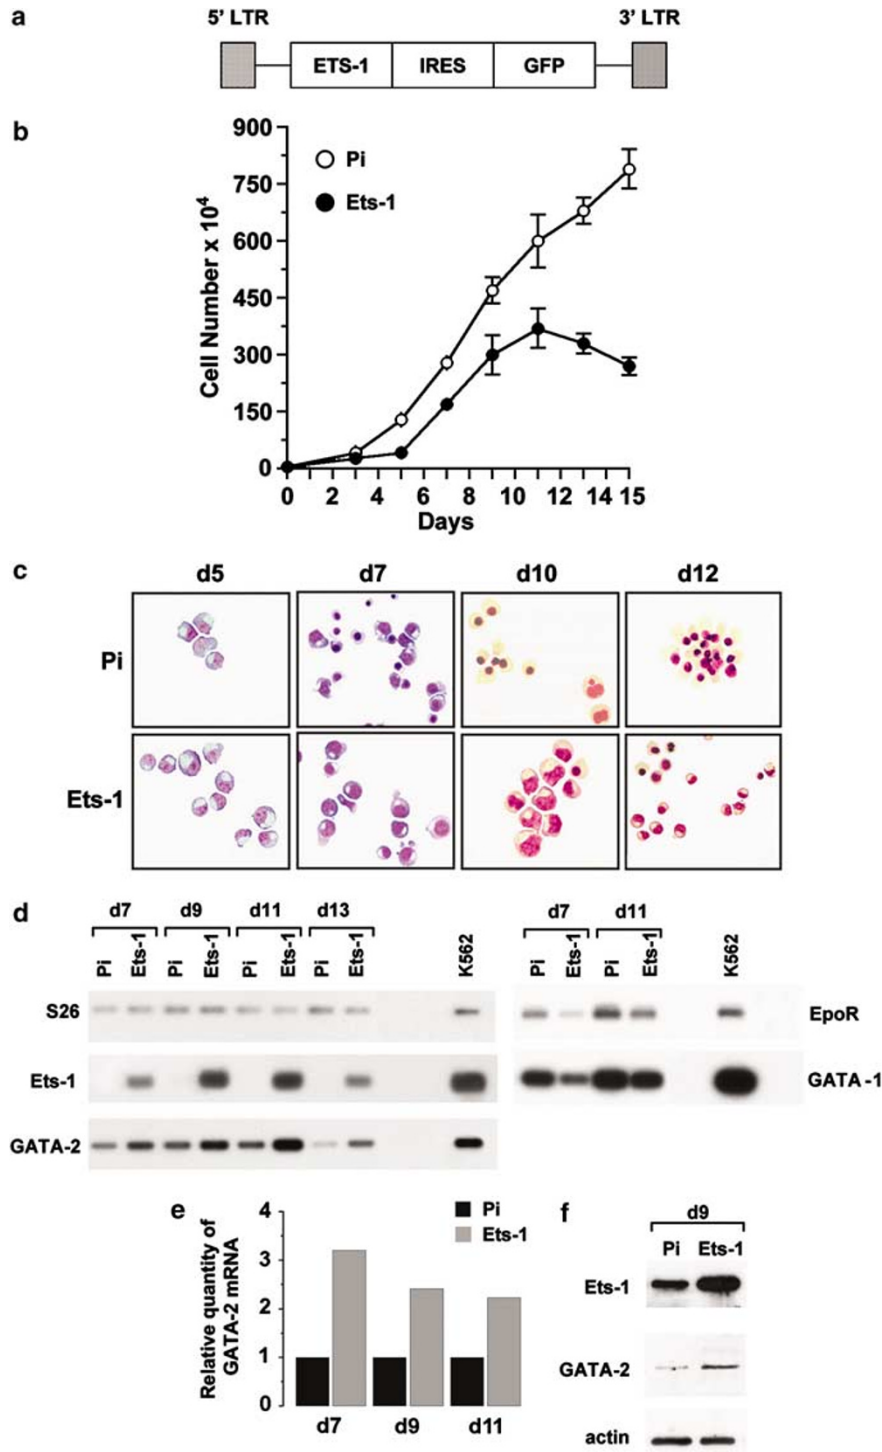 a
5' LTR 3' LTR
ETS-1 IRES GFP
b
900
750
600
450
300
150
0
Cell Number x 10⁴
Pi
Ets-1
0 2 4 6 8 10 12 14 15
Days
c
d5 d7 d10 d12
Pi
Ets-1
d
d7 d9 d11 d13 d7 d11
Pi Ets-1 Pi Ets-1 Pi Ets-1 Pi Ets-1 K562 Pi Ets-1 Pi Ets-1 K562
S26 EpoR
Ets-1 GATA-1
GATA-2
e
4
3
2
1
0
Relative quantity of
GATA-2 mRNA
Pi
Ets-1
d7 d9 d11
f
d9
Pi Ets-1
Ets-1
GATA-2
actin